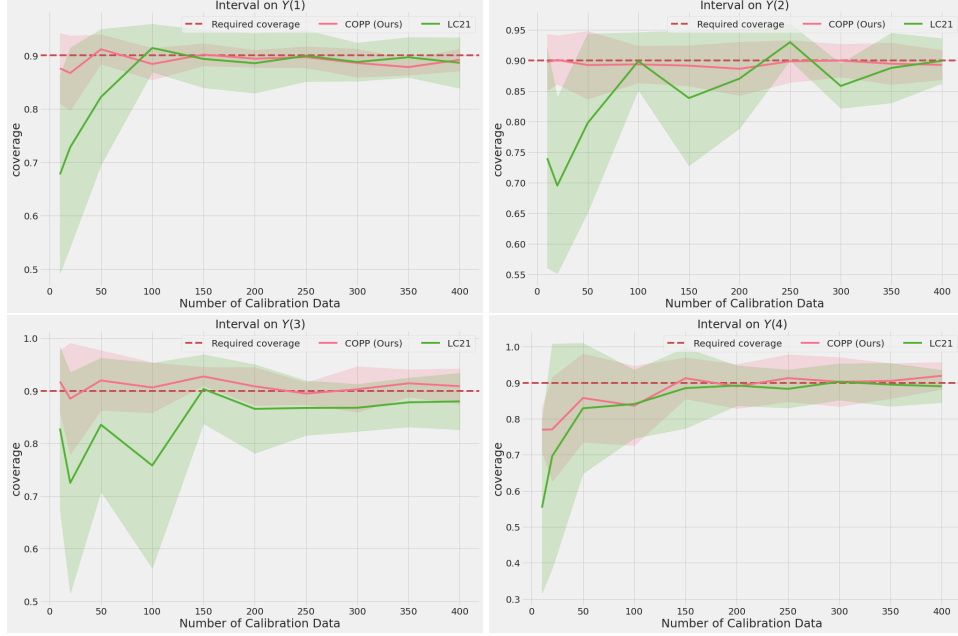 Interval on Y(1)
Required coverage COPP (Ours) LC21
coverage
0.9
0.8
0.7
0.9
0.5
0 50 100 150 200 250 300 350 400
Number of Calibration Data
Interval on Y(2)
Required coverage COPP (Ours) LC21
coverage
0.95
0.90
0.85
0.80
0.75
0.70
0.65
0.60
0.55
0 50 100 150 200 250 300 350 400
Number of Calibration Data
Interval on Y(3)
Required coverage COPP (Ours) LC21
coverage
1.0
0.9
0.8
0.7
0.6
0.5
0 50 100 150 200 250 300 350 400
Number of Calibration Data
Interval on Y(4)
Required coverage COPP (Ours) LC21
coverage
1.0
0.9
0.8
0.7
0.6
0.5
0.4
0.3
0 50 100 150 200 250 300 350 400
Number of Calibration Data